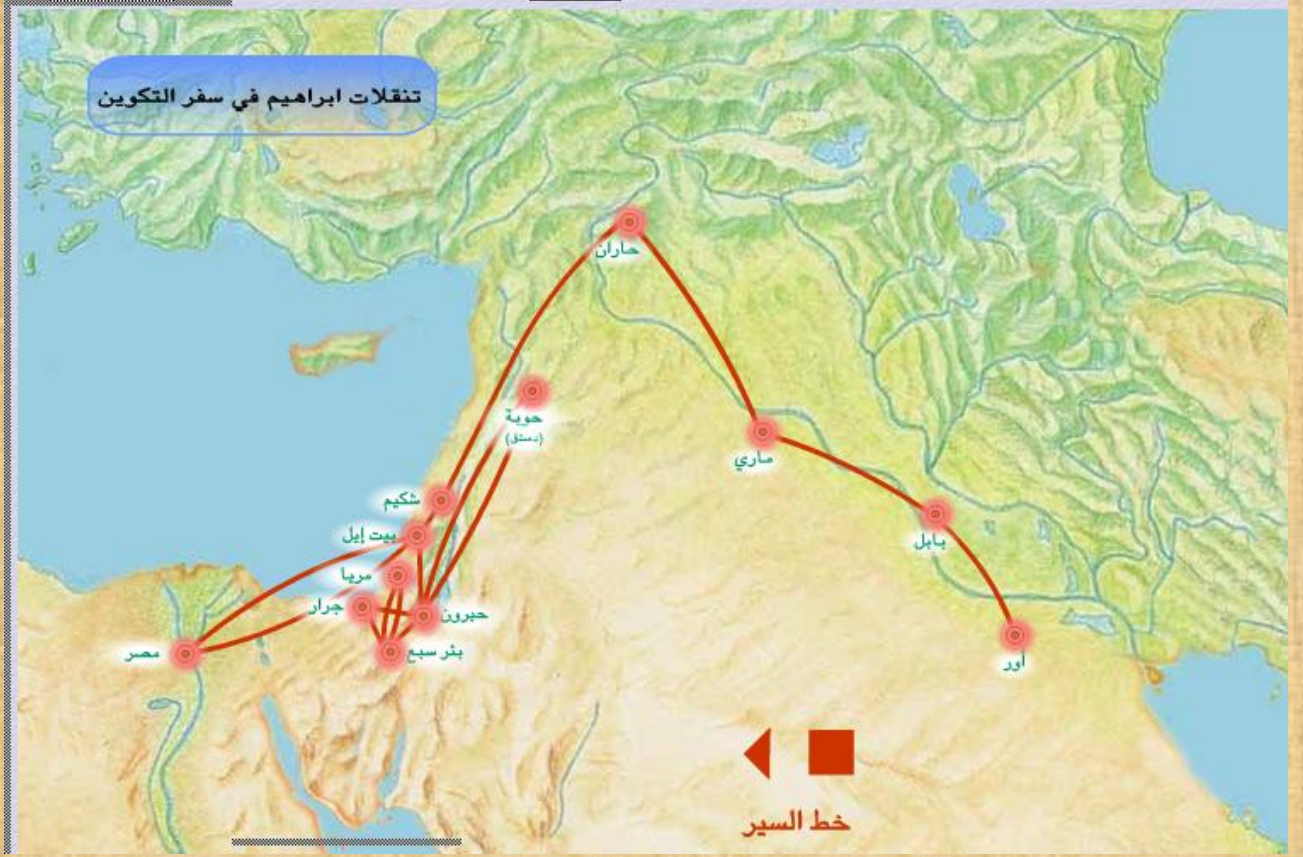 تنقلات ابراهيم في سفر التكوين
حاران
حوبة
(دمشق)
ماري
شكيم
بيت إيل
بابل
مريا
جرار
حبرون
مصر
بئر سبع
أور
خط السير